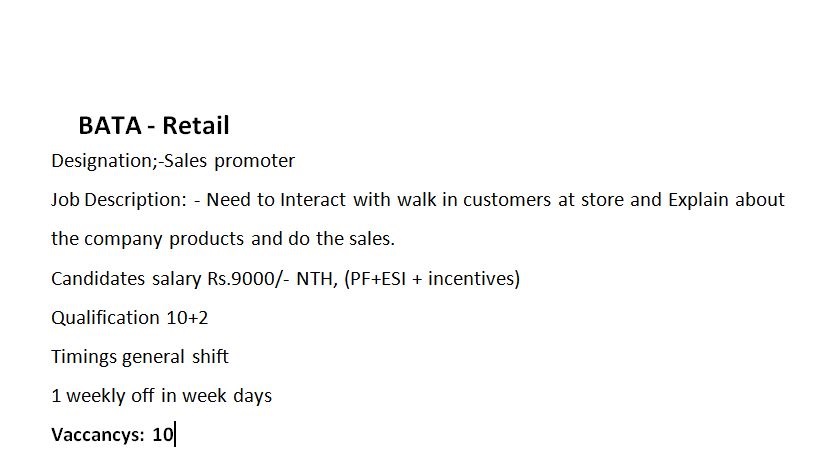 BATA - Retail
Designation;-Sales promoter
Job Description: - Need to Interact with walk in customers at store and Explain about
the company products and do the sales.
Candidates salary Rs.9000/- NTH, (PF+ESI + incentives)
Qualification 10+2
Timings general shift
1 weekly off in week days
Vaccancys: 10